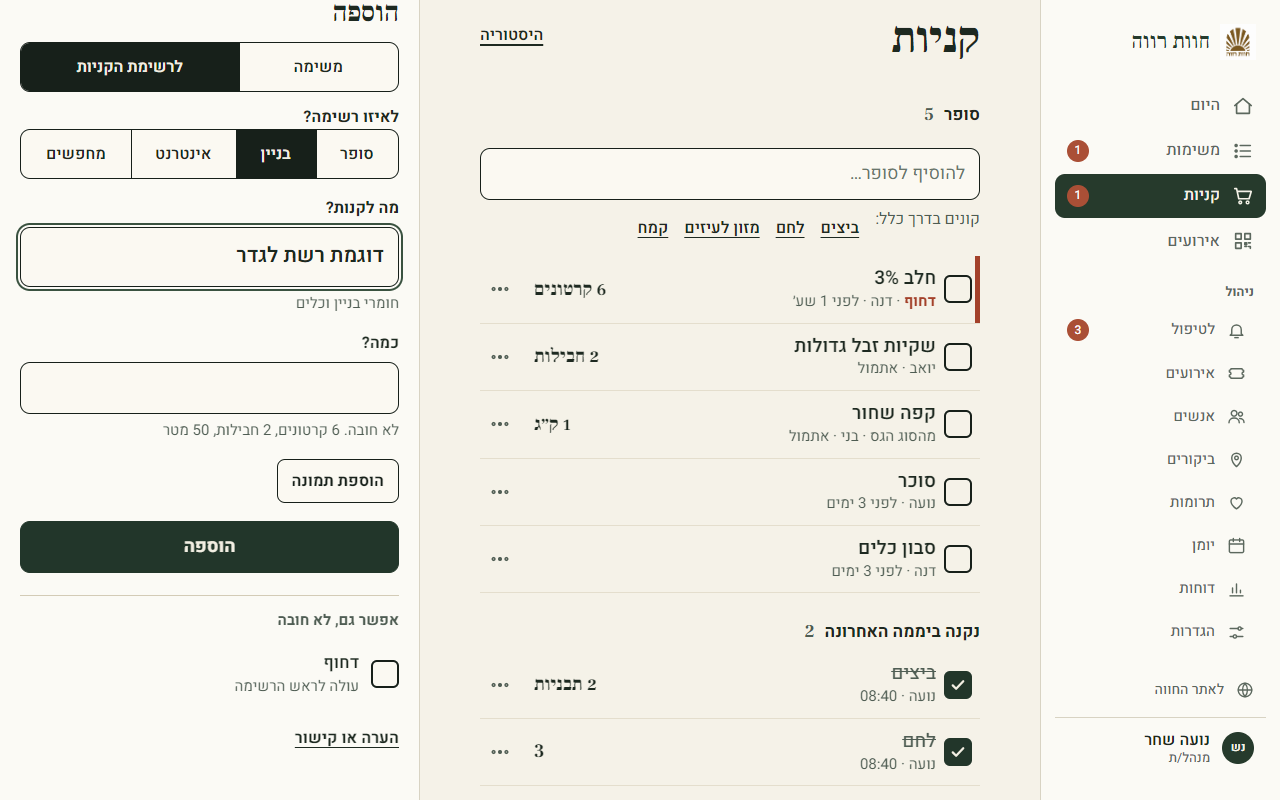 חוות רווה
היום
משימות 1
קניות 1
אירועים
ניהול
לטיפול 3
אירועים
אנשים
ביקורים
תרומות
יומן
דוחות
הגדרות
לאתר החווה
נש
נועה שחר
מנהל/ת
קניות
היסטוריה
סופר 5
להוסיף לסופר...
קונים בדרך כלל: ביצים לחם מזון לעיזים קמח
חלב 3%
דחוף · דנה · לפני 1 שע׳
6 קרטונים
שקיות זבל גדולות
יואב · אתמול
2 חבילות
קפה שחור
מהסוג הגס · בני · אתמול
1 ק״ג
סוכר
נועה · לפני 3 ימים
סבון כלים
דנה · לפני 3 ימים
נקנה ביממה האחרונה 2
ביצים
נועה · 08:40
2 תבניות
לחם
נועה · 08:40
3
הוספה
משימה לרשימת הקניות
לאיזו רשימה?
סופר בניין אינטרנט מחפשים
מה לקנות?
דוגמת רשת לגדר
חומרי בניין וכלים
כמה?
לא חובה. 6 קרטונים, 2 חבילות, 50 מטר
הוספת תמונה
הוספה
אפשר גם, לא חובה
דחוף
עולה לראש הרשימה
הערה או קישור